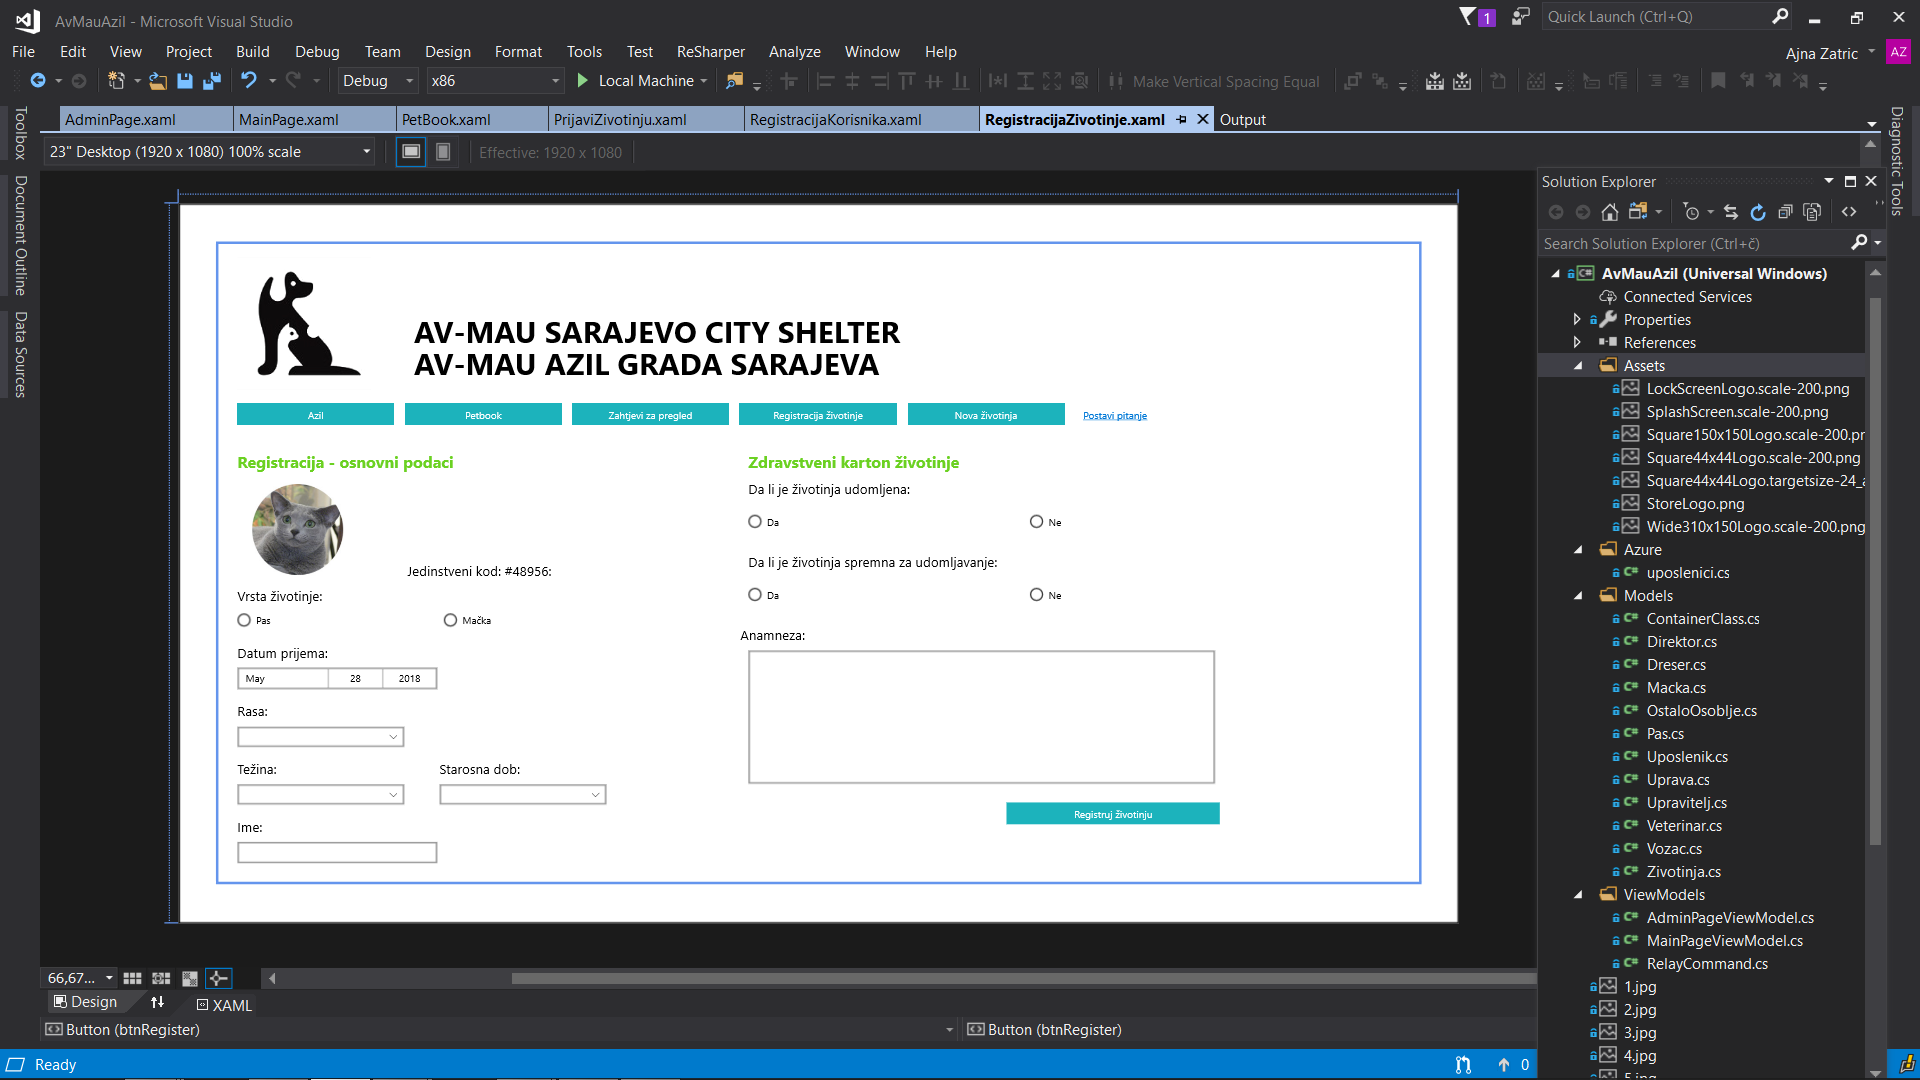 AvMauAzil - Microsoft Visual Studio
1
Quick Launch (Ctrl+Q)
File Edit View Project Build Debug Team Design Format Tools Test ReSharper Analyze Window Help
Ajna Zatric
AZ
Debug
x86
Local Machine
Make Vertical Spacing Equal
Toolbox
Document Outline
Data Sources
AdminPage.xaml
MainPage.xaml
PetBook.xaml
PrijaviZivotinju.xaml
RegistracijaKorisnika.xaml
RegistracijaZivotinje.xaml
Output
23" Desktop (1920 x 1080) 100% scale
Effective: 1920 x 1080
AV-MAU SARAJEVO CITY SHELTER
AV-MAU AZIL GRADA SARAJEVA
Azil
Petbook
Zahtjevi za pregled
Registracija životinje
Nova životinja
Postavi pitanje
Registracija - osnovni podaci
Jedinstveni kod: #48956:
Vrsta životinje:
Pas
Mačka
Datum prijema:
May 28 2018
Rasa:
Težina:
Starosna dob:
Ime:
Zdravstveni karton životinje
Da li je životinja udomljena:
Da
Ne
Da li je životinja spremna za udomljavanje:
Da
Ne
Anamneza:
Registruj životinju
66,67...
Design
XAML
Button (btnRegister)
Button (btnRegister)
Ready
0
Diagnostic Tools
Solution Explorer
Search Solution Explorer (Ctrl+č)
AvMauAzil (Universal Windows)
Connected Services
Properties
References
Assets
LockScreenLogo.scale-200.png
SplashScreen.scale-200.png
Square150x150Logo.scale-200.pr
Square44x44Logo.scale-200.png
Square44x44Logo.targetsize-24_a
StoreLogo.png
Wide310x150Logo.scale-200.png
Azure
uposlenici.cs
Models
ContainerClass.cs
Direktor.cs
Dreser.cs
Macka.cs
OstaloOsoblje.cs
Pas.cs
Uposlenik.cs
Uprava.cs
Upravitelj.cs
Veterinar.cs
Vozac.cs
Zivotinja.cs
ViewModels
AdminPageViewModel.cs
MainPageViewModel.cs
RelayCommand.cs
1.jpg
2.jpg
3.jpg
4.jpg